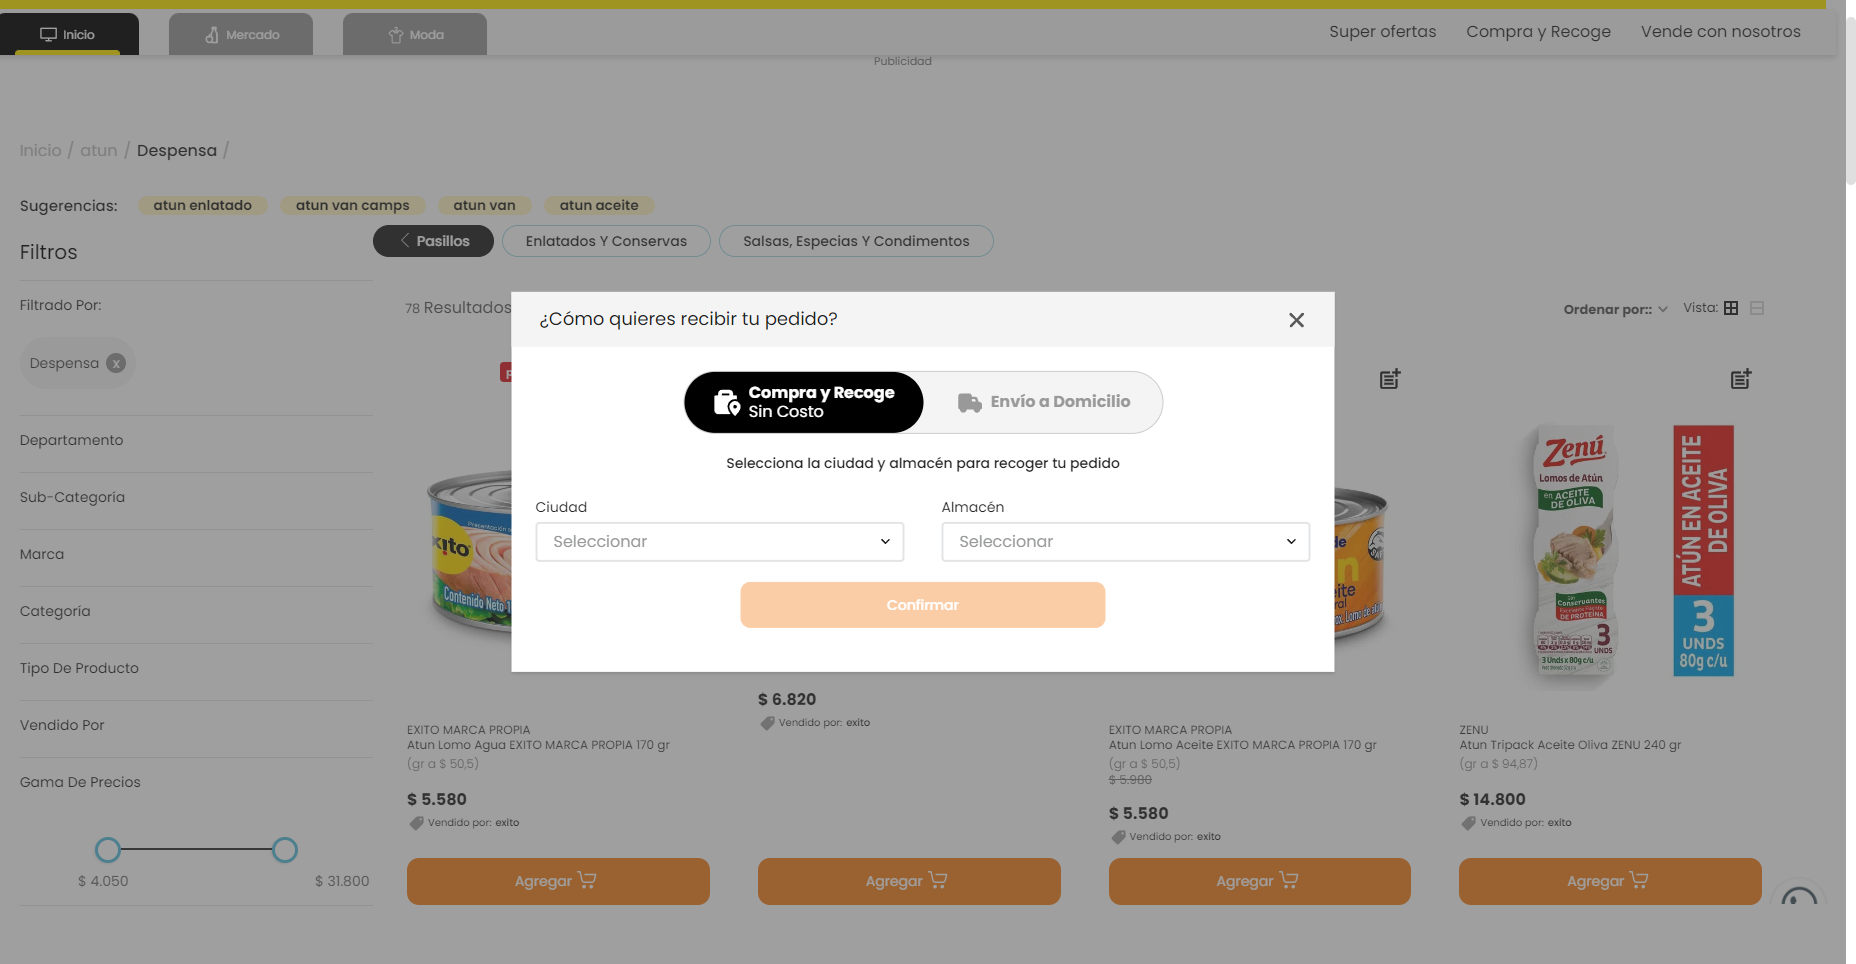 Inicio
Mercado
Moda
Super ofertas
Compra y Recoge
Vende con nosotros
Publicidad
Inicio / atun / Despensa /
Sugerencias:
atun enlatado
atun van camps
atun van
atun aceite
Filtros
Pasillos
Enlatados Y Conservas
Salsas, Especias Y Condimentos
Filtrado Por:
Despensa x
Departamento
Sub-Categoría
Marca
Categoría
Tipo De Producto
Vendido Por
Gama De Precios
$ 4.050
$ 31.800
78 Resultados
Ordenar por::
Vista:
¿Cómo quieres recibir tu pedido?
Compra y Recoge
Sin Costo
Envío a Domicilio
Selecciona la ciudad y almacén para recoger tu pedido
Ciudad
Seleccionar
Almacén
Seleccionar
Confirmar
Contenido Neto 1
Zenú
Lomos de Atún
en ACEITE
DE OLIVA
Sin
Conservantes
DE PROTEÍNA
3
UNDS
3 Unds x 80g c/u
ATÚN EN ACEITE
DE OLIVA
3
UNDS
80g c/u
EXITO MARCA PROPIA
Atun Lomo Agua EXITO MARCA PROPIA 170 gr
(gr a $ 50,5)
$ 5.580
Vendido por: exito
Agregar
$ 6.820
Vendido por: exito
Agregar
EXITO MARCA PROPIA
Atun Lomo Aceite EXITO MARCA PROPIA 170 gr
(gr a $ 50,5)
$ 5.980
$ 5.580
Vendido por: exito
Agregar
ZENU
Atun Tripack Aceite Oliva ZENU 240 gr
(gr a $ 94,87)
$ 14.800
Vendido por: exito
Agregar